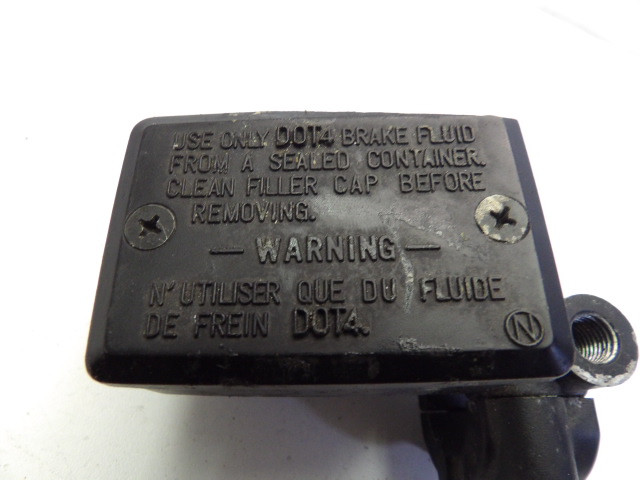 USE ONLY DOT4 BRAKE FLUID
FROM A SEALED CONTAINER.
CLEAN FILLER CAP BEFORE
REMOVING.
— WARNING —
N'UTILISER QUE DU FLUIDE
DE FREIN DOT4.
N